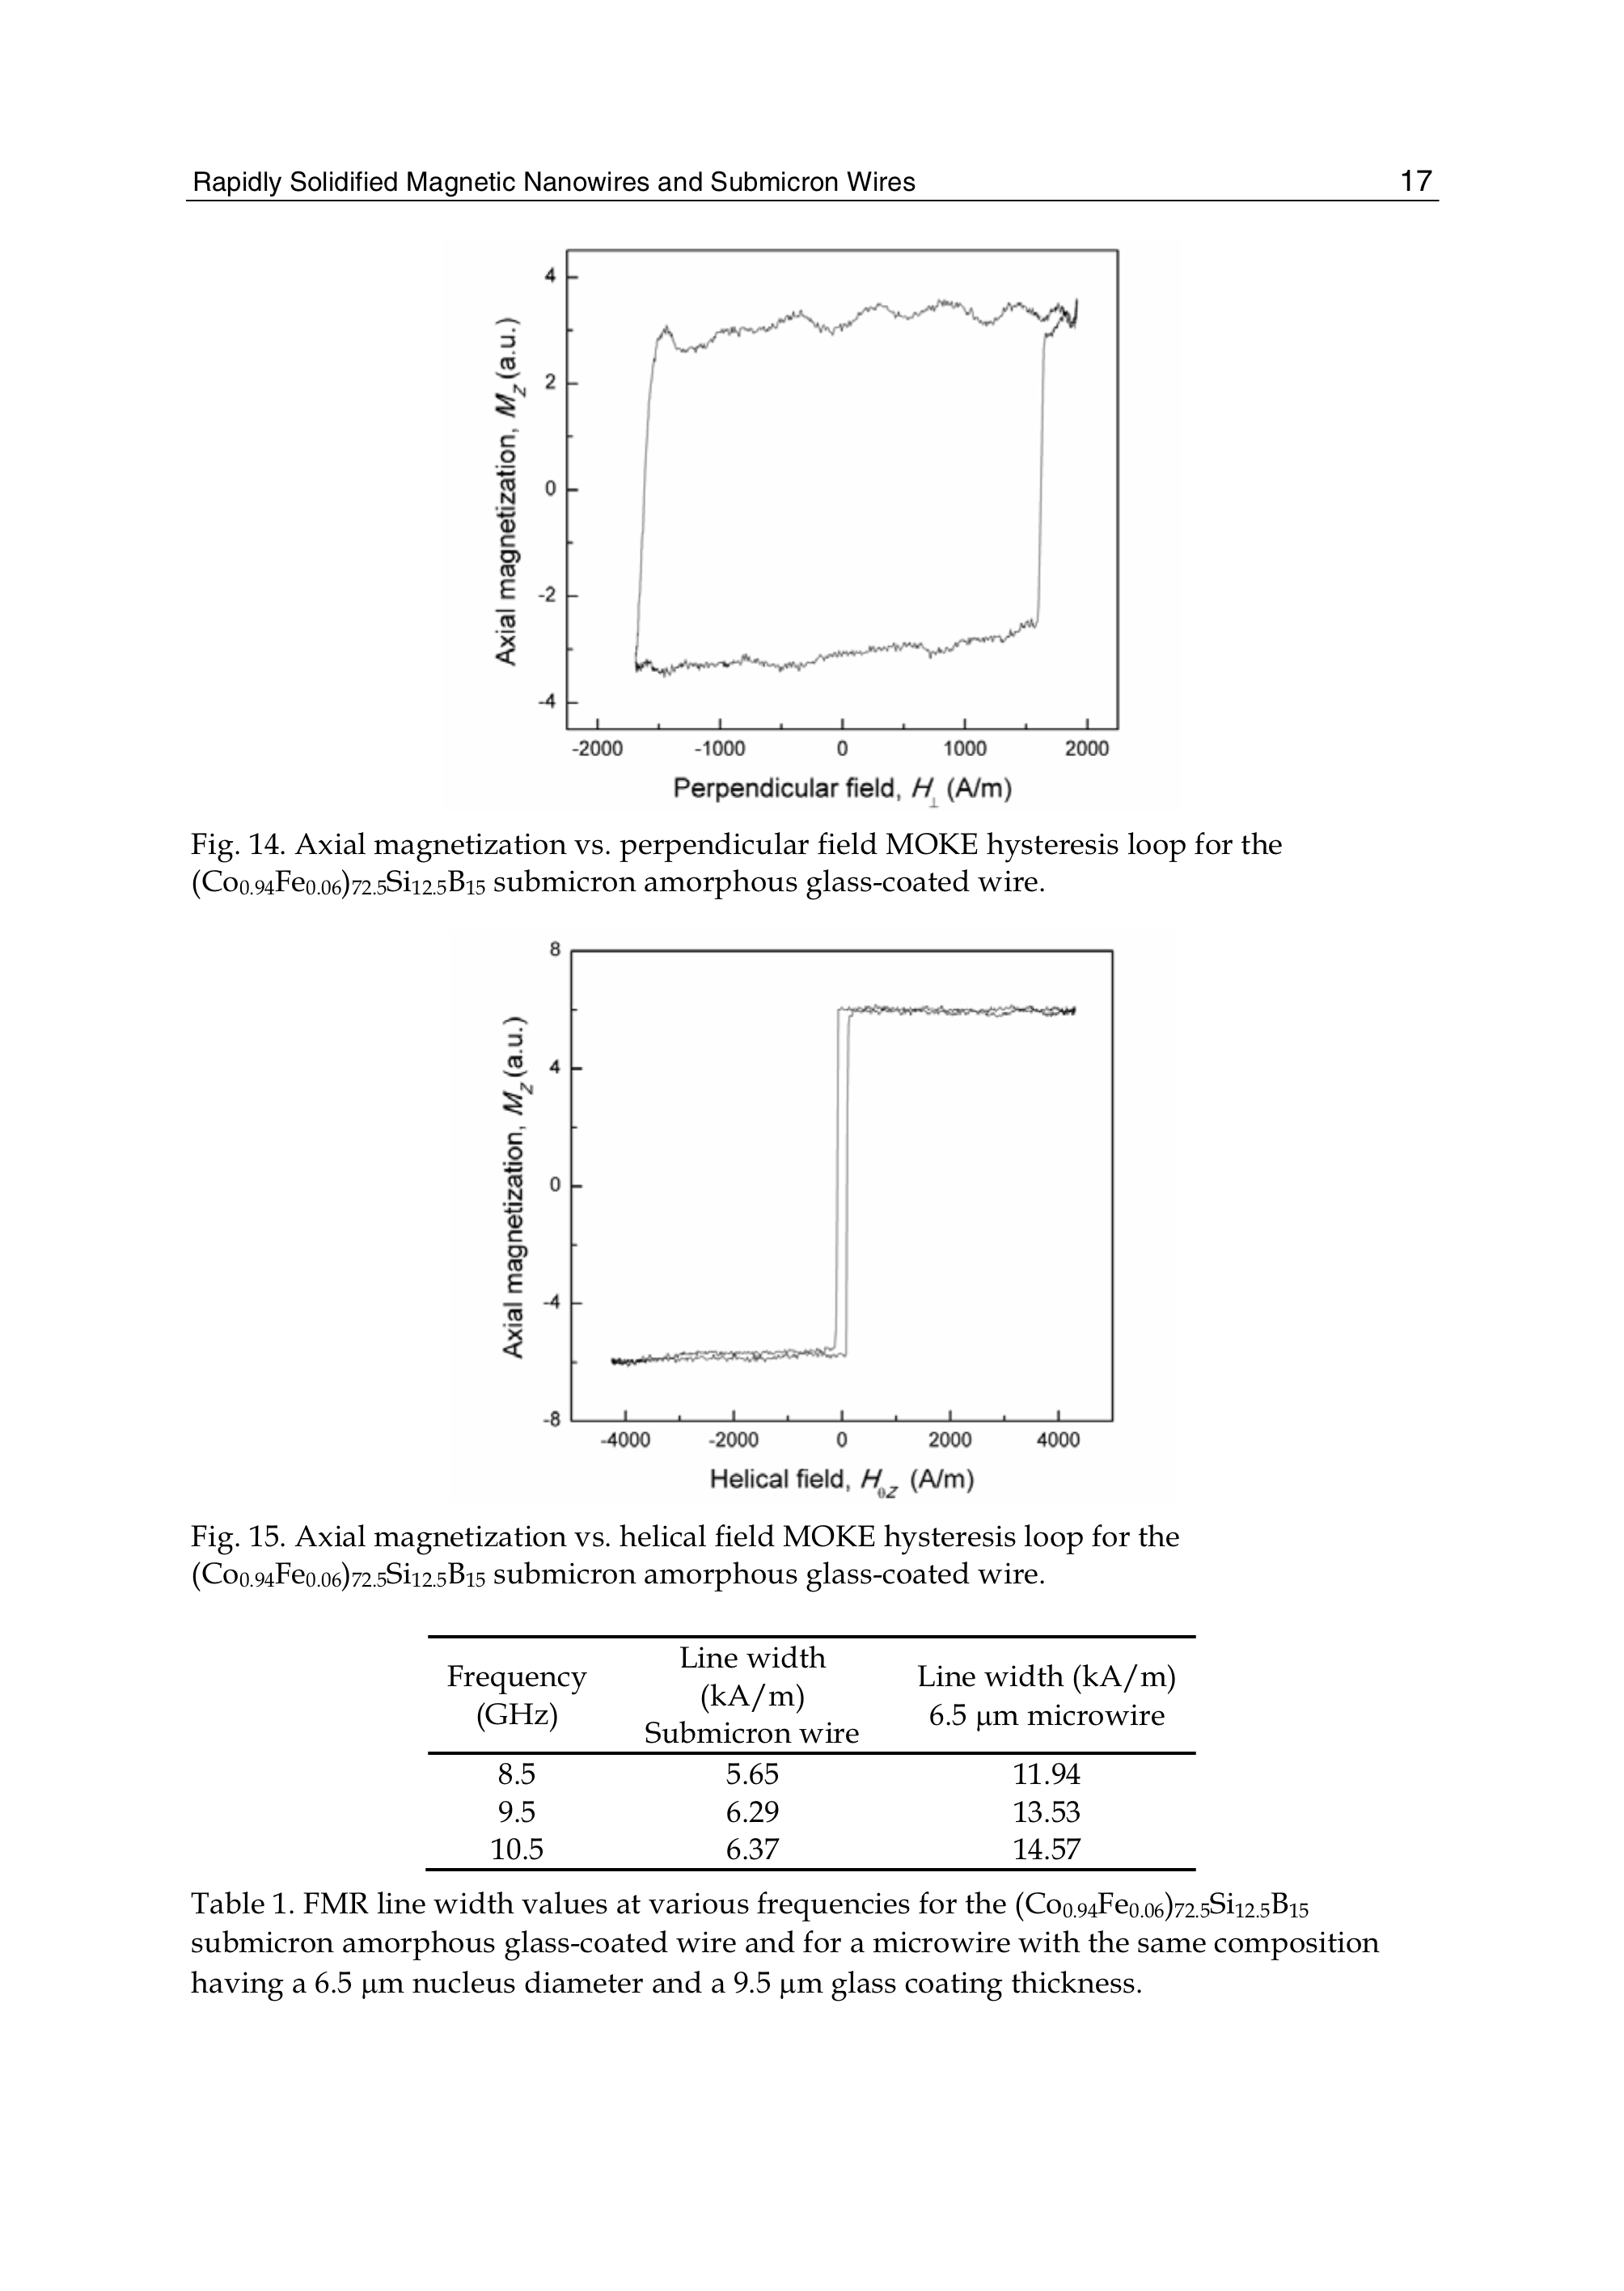 Rapidly Solidified Magnetic Nanowires and Submicron Wires 17
4
2
0
-2
-4
Axial magnetization, M_Z (a.u.)
-2000 -1000 0 1000 2000
Perpendicular field, H_⊥ (A/m)
Fig. 14. Axial magnetization vs. perpendicular field MOKE hysteresis loop for the
(Co0.94Fe0.06)72.5Si12.5B15 submicron amorphous glass-coated wire.
8
4
0
-4
-8
Axial magnetization, M_Z (a.u.)
-4000 -2000 0 2000 4000
Helical field, H_θZ (A/m)
Fig. 15. Axial magnetization vs. helical field MOKE hysteresis loop for the
(Co0.94Fe0.06)72.5Si12.5B15 submicron amorphous glass-coated wire.
Frequency
(GHz)
Line width
(kA/m)
Submicron wire
Line width (kA/m)
6.5 µm microwire
8.5 5.65 11.94
9.5 6.29 13.53
10.5 6.37 14.57
Table 1. FMR line width values at various frequencies for the (Co0.94Fe0.06)72.5Si12.5B15
submicron amorphous glass-coated wire and for a microwire with the same composition
having a 6.5 µm nucleus diameter and a 9.5 µm glass coating thickness.